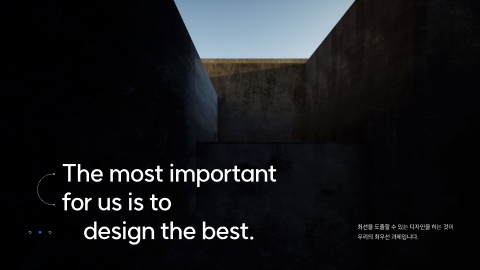 The most important
for us is to
design the best.
최선을 도출할 수 있는 디자인을 하는 것이
우리의 최우선 과제입니다.